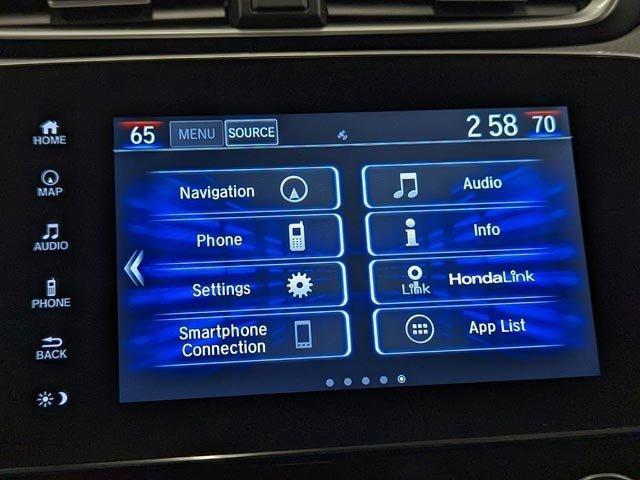 65 MENU SOURCE 2 58 70
HOME
MAP
AUDIO
PHONE
BACK
Navigation
Audio
Phone
Info
Settings
Link HondaLink
Smartphone
Connection
App List